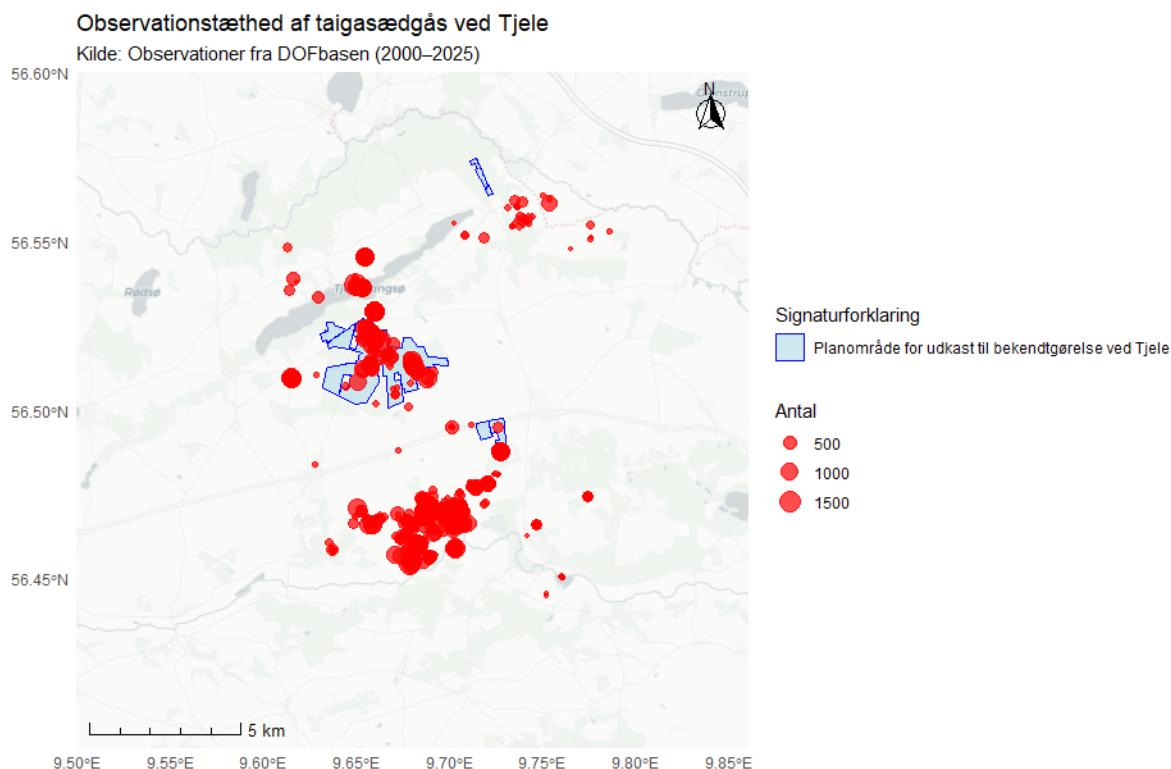 Observationstæthed af taigasædgås ved Tjele
Kilde: Observationer fra DOFbasen (2000–2025)
56.60°N
N
56.55°N
Rødsø
Signaturforklaring
Planområde for udkast til bekendtgørelse ved Tjele
56.50°N
Antal
500
1000
1500
56.45°N
5 km
9.50°E 9.55°E 9.60°E 9.65°E 9.70°E 9.75°E 9.80°E 9.85°E